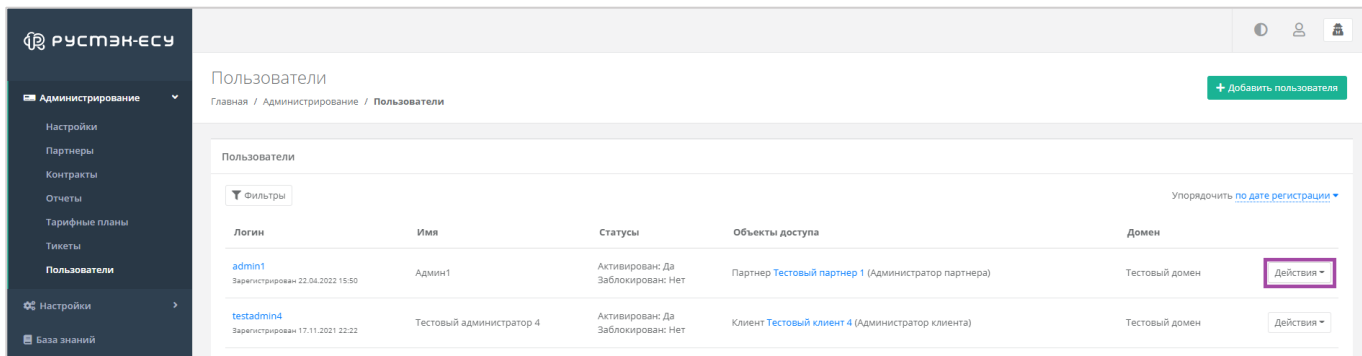 РУСТЭК-ЕСУ
Администрирование
Настройки
Партнеры
Контракты
Отчеты
Тарифные планы
Тикеты
Пользователи
Настройки
База знаний
Пользователи
Главная / Администрирование / Пользователи
+ Добавить пользователя
Пользователи
Фильтры
Упорядочить по дате регистрации
Логин Имя Статусы Объекты доступа Домен
admin1
Зарегистрирован 22.04.2022 15:50
Админ1
Активирован: Да
Заблокирован: Нет
Партнер Тестовый партнер 1 (Администратор партнера)
Тестовый домен
Действия
testadmin4
Зарегистрирован 17.11.2021 22:22
Тестовый администратор 4
Активирован: Да
Заблокирован: Нет
Клиент Тестовый клиент 4 (Администратор клиента)
Тестовый домен
Действия